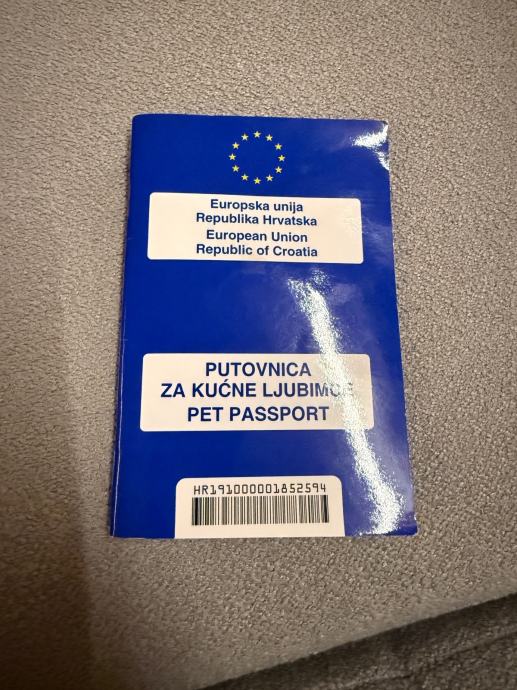 Europska unija
Republika Hrvatska
European Union
Republic of Croatia
PUTOVNICA
ZA KUĆNE LJUBIMCE
PET PASSPORT
HR191000001852594